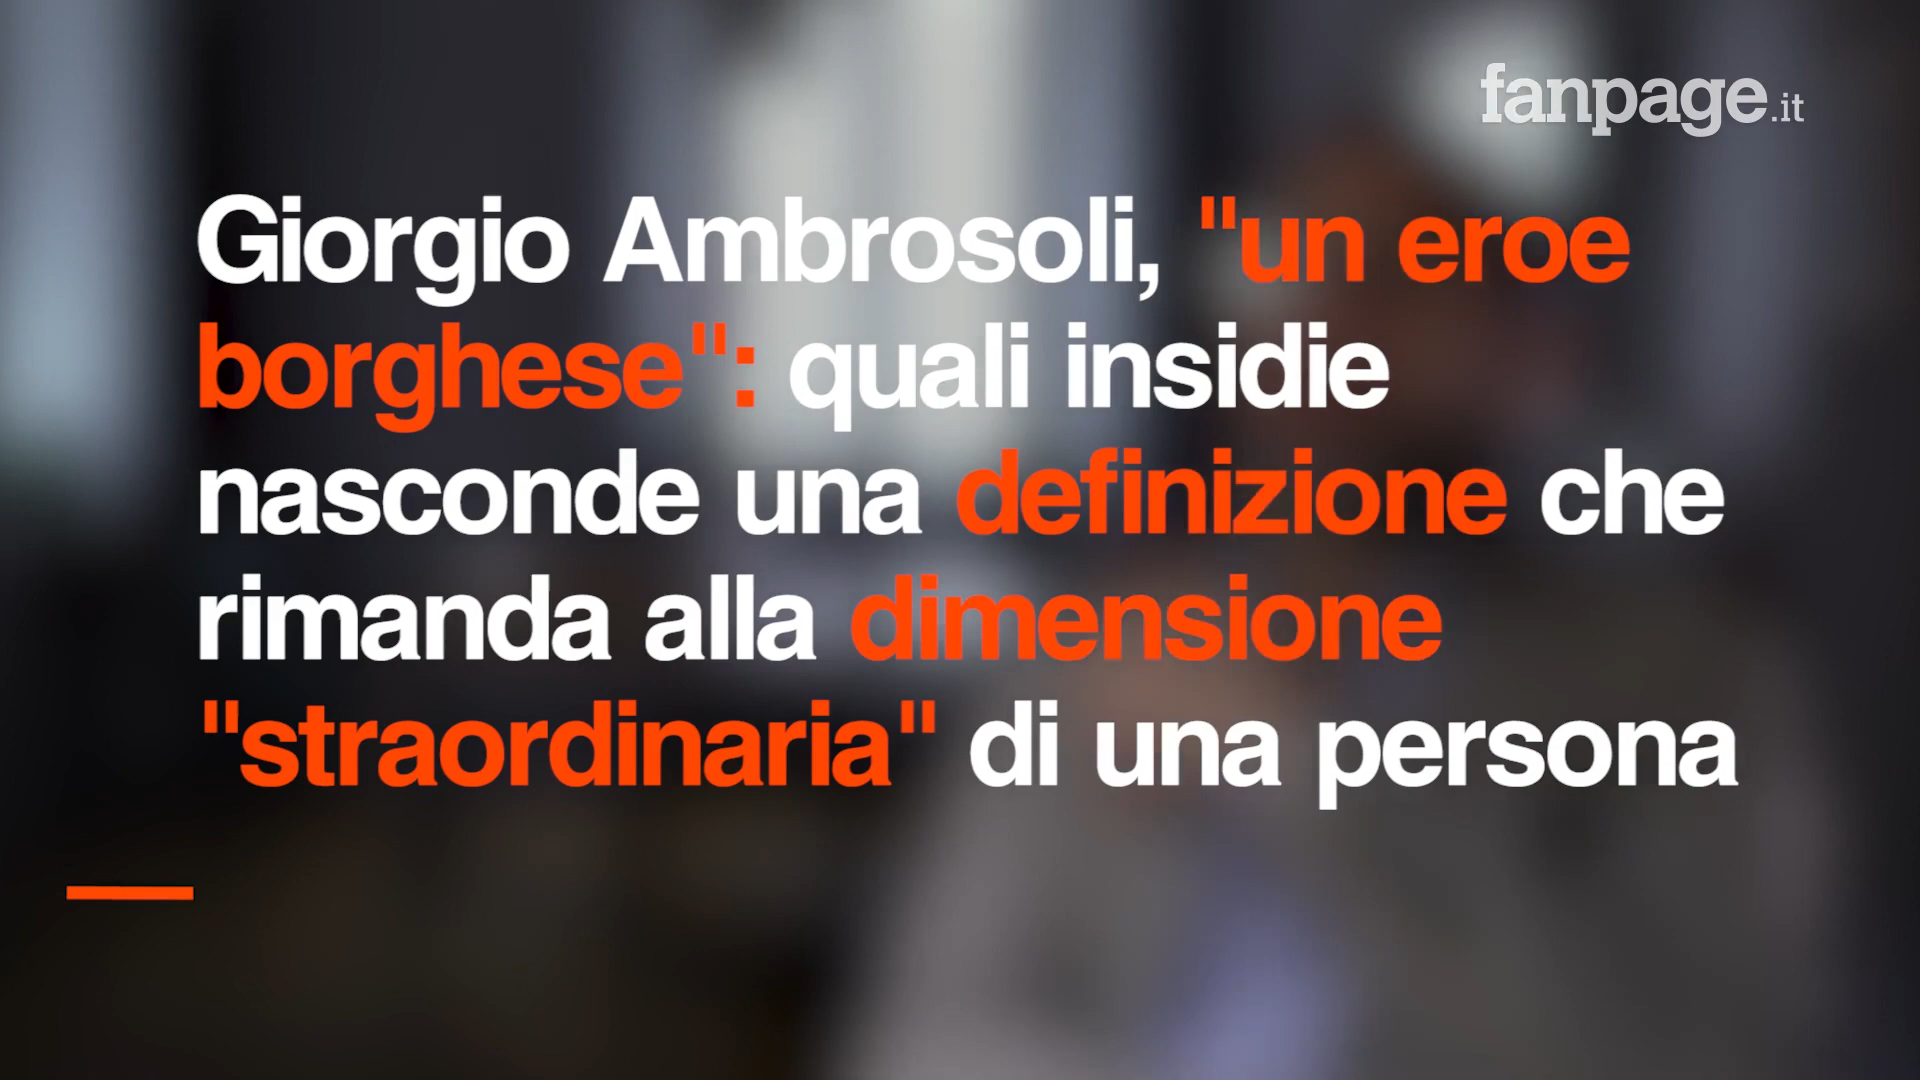 fanpage.it
Giorgio Ambrosoli, "un eroe
borghese": quali insidie
nasconde una definizione che
rimanda alla dimensione
"straordinaria" di una persona